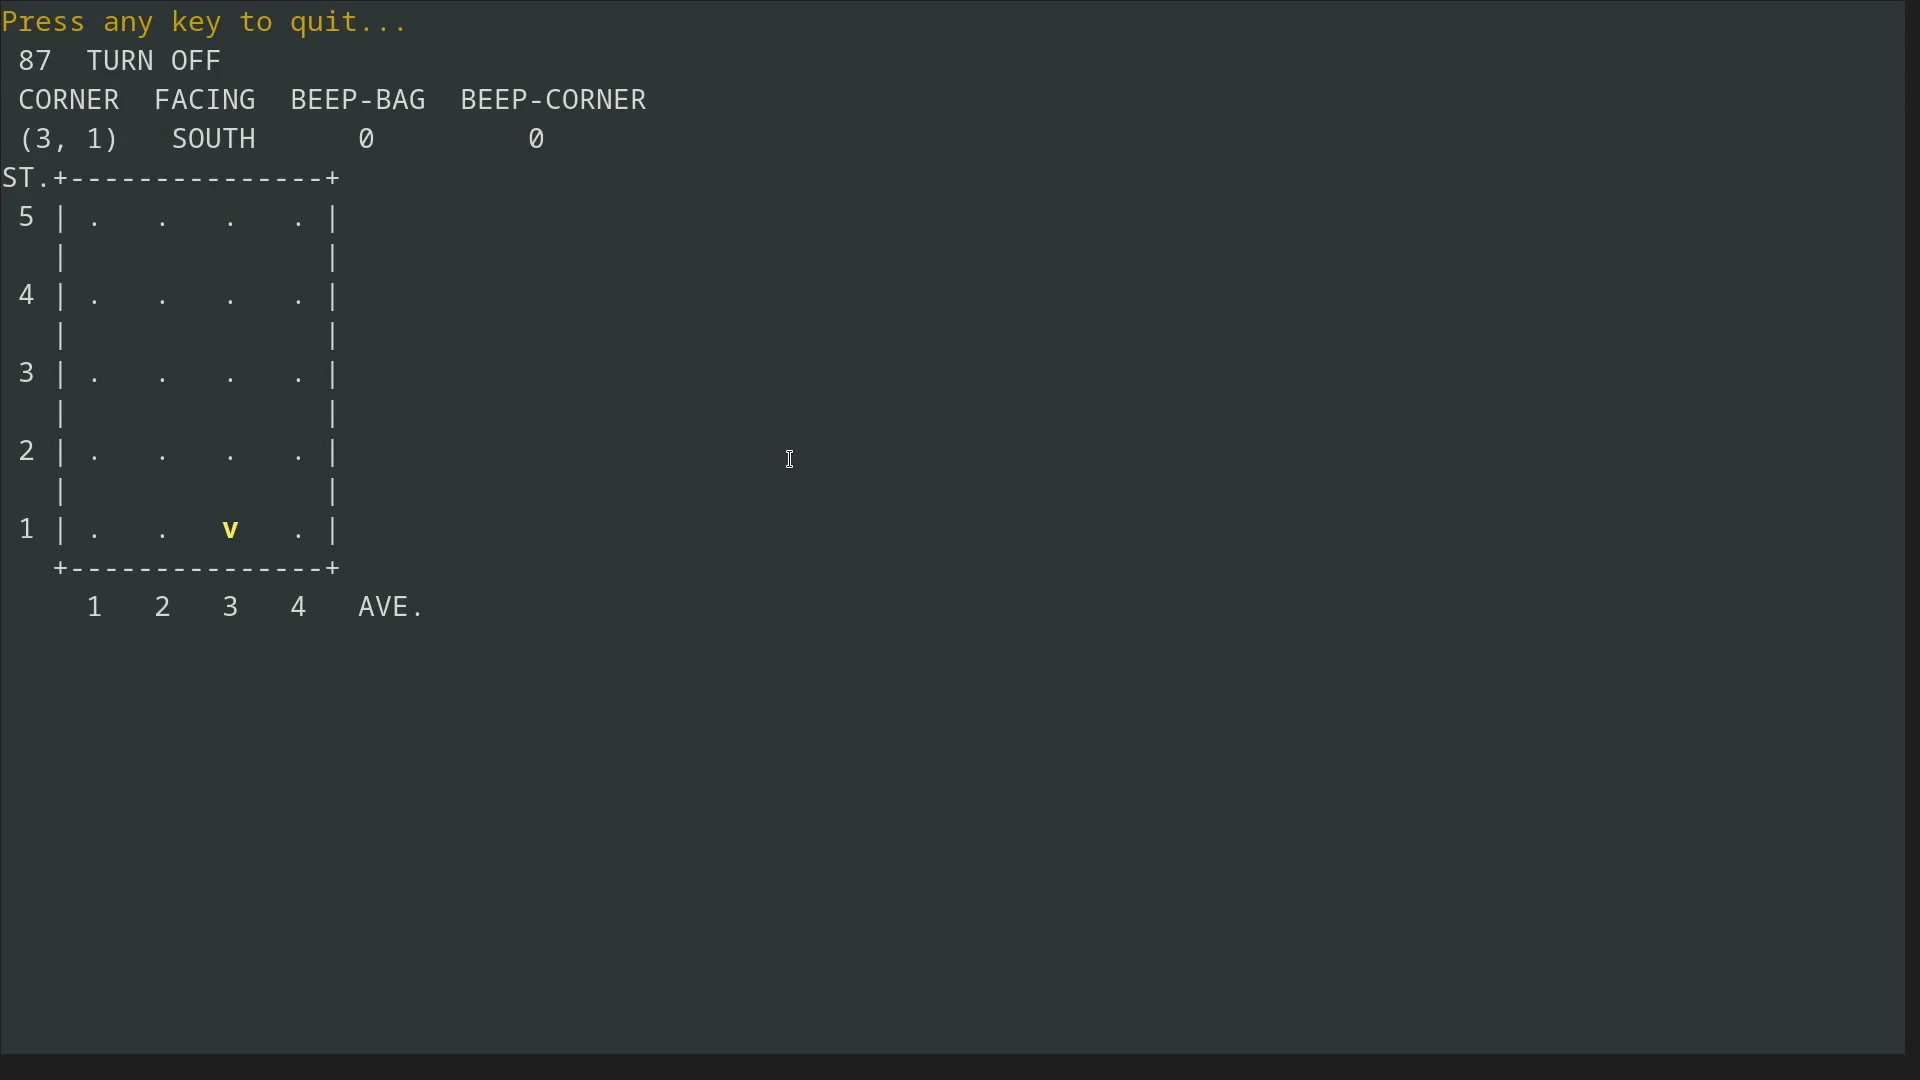 Press any key to quit...
 87  TURN OFF
 CORNER  FACING  BEEP-BAG  BEEP-CORNER
 (3, 1)   SOUTH      0         0
ST.+---------------+
 5 | .   .   .   . |
   |               |
 4 | .   .   .   . |
   |               |
 3 | .   .   .   . |
   |               |
 2 | .   .   .   . |
   |               |
 1 | .   .   v   . |
   +---------------+
     1   2   3   4   AVE.